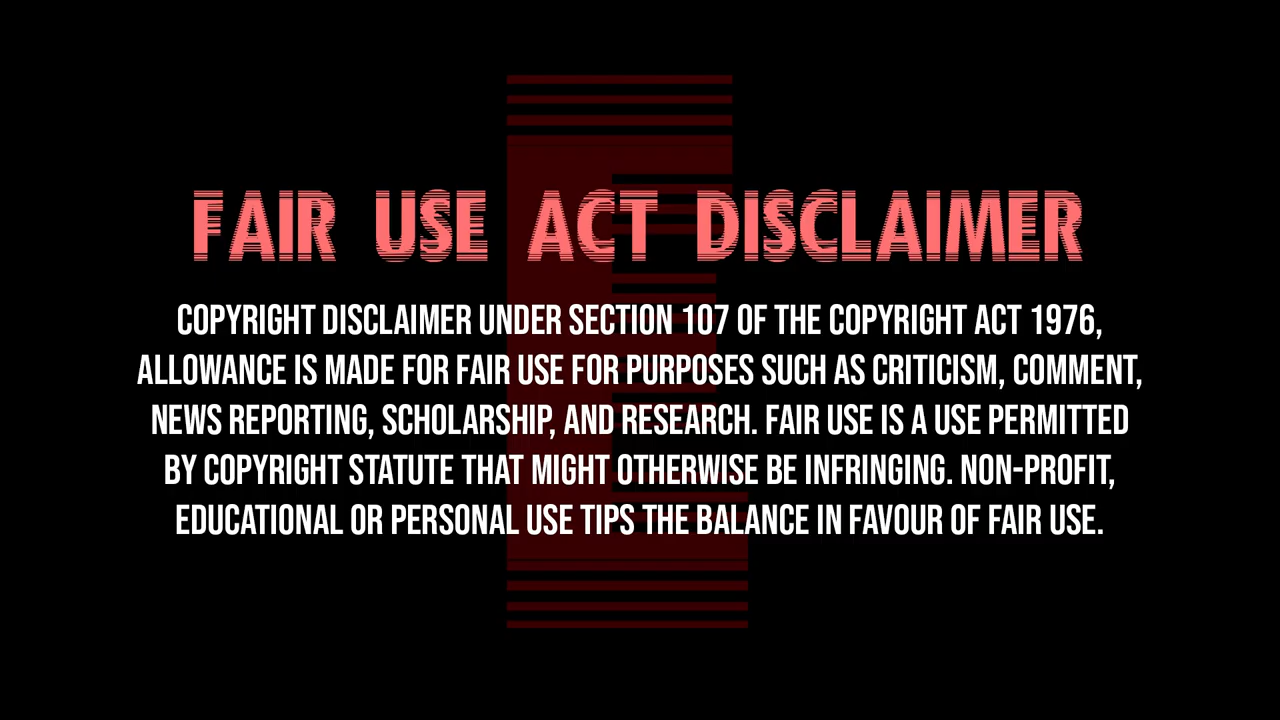 FAIR USE ACT DISCLAIMER
COPYRIGHT DISCLAIMER UNDER SECTION 107 OF THE COPYRIGHT ACT 1976,
ALLOWANCE IS MADE FOR FAIR USE FOR PURPOSES SUCH AS CRITICISM, COMMENT,
NEWS REPORTING, SCHOLARSHIP, AND RESEARCH. FAIR USE IS A USE PERMITTED
BY COPYRIGHT STATUTE THAT MIGHT OTHERWISE BE INFRINGING. NON-PROFIT,
EDUCATIONAL OR PERSONAL USE TIPS THE BALANCE IN FAVOUR OF FAIR USE.